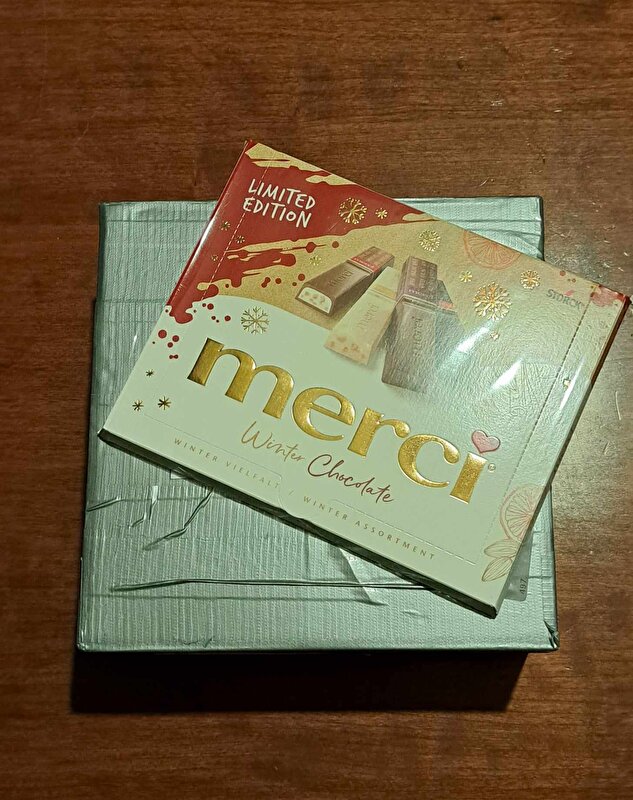 LIMITED
EDITION
STORCK
merci
Winter Chocolate
WINTER VIELFALT / WINTER ASSORTMENT